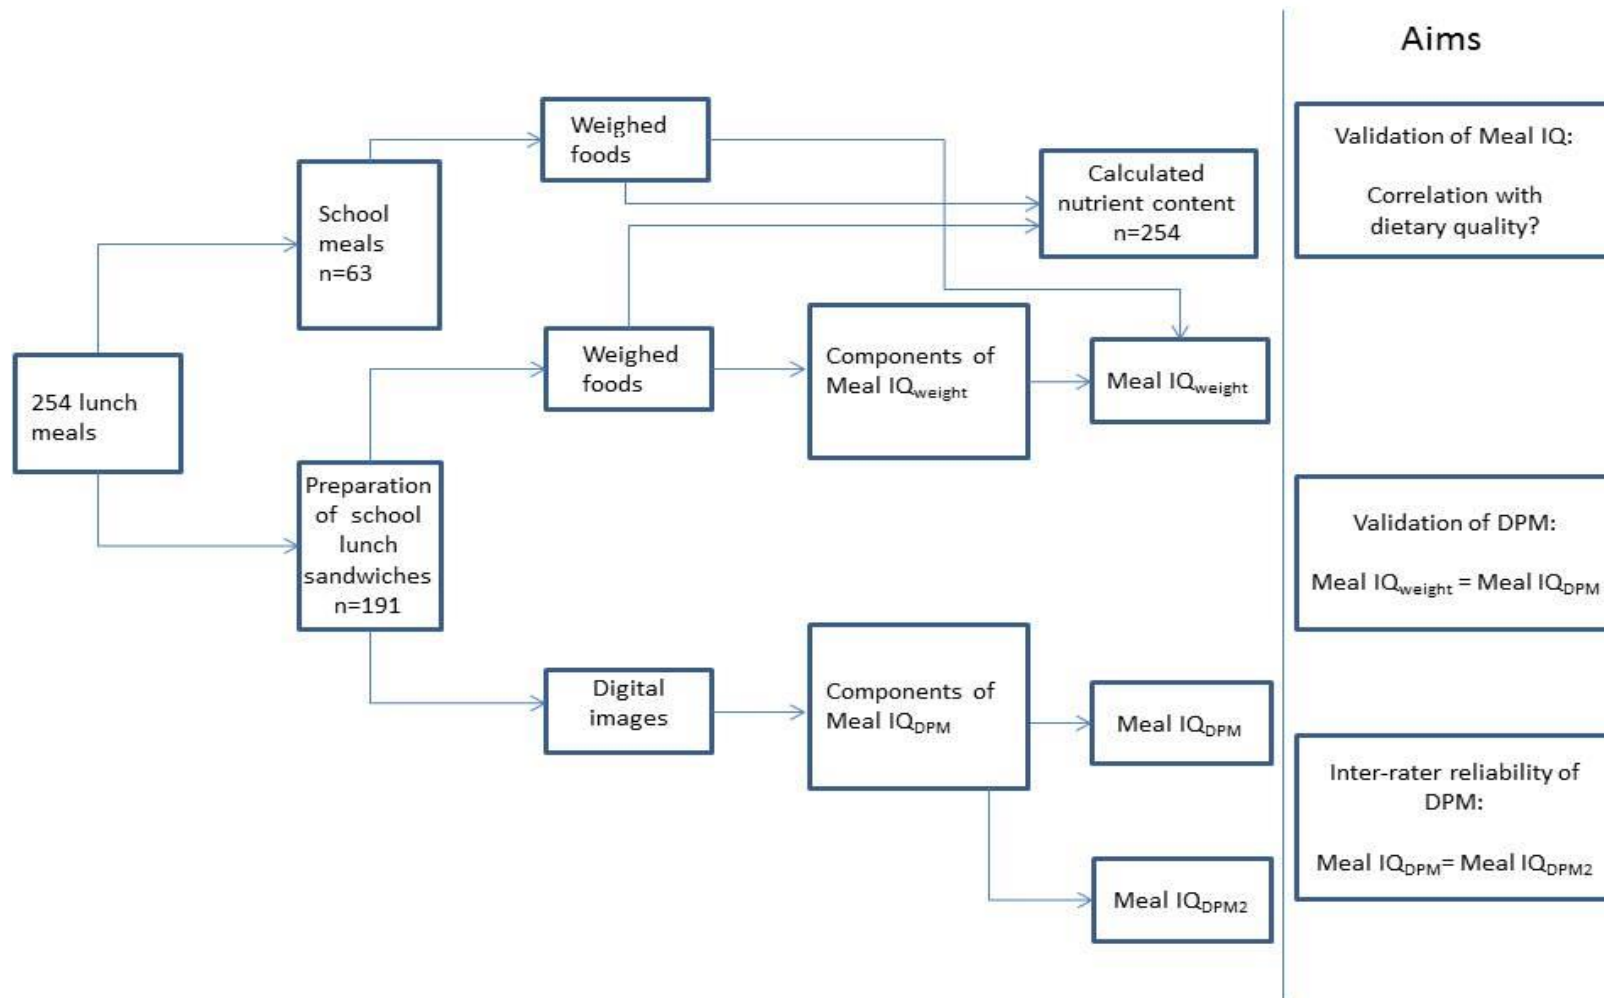 Aims
Weighed
foods
Validation of Meal IQ:
Correlation with
dietary quality?
Calculated
nutrient content
n=254
School
meals
n=63
254 lunch
meals
Weighed
foods
Components of
Meal IQweight
Meal IQweight
Preparation
of school
lunch
sandwiches
n=191
Validation of DPM:
Meal IQweight = Meal IQDPM
Digital
images
Components of
Meal IQDPM
Meal IQDPM
Meal IQDPM2
Inter-rater reliability of
DPM:
Meal IQDPM= Meal IQDPM2